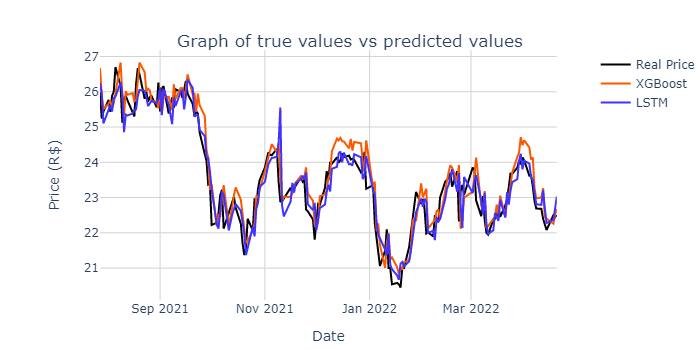 Graph of true values vs predicted values
27
26
25
24
23
22
21
Price (R$)
Sep 2021
Nov 2021
Jan 2022
Mar 2022
Date
Real Price
XGBoost
LSTM